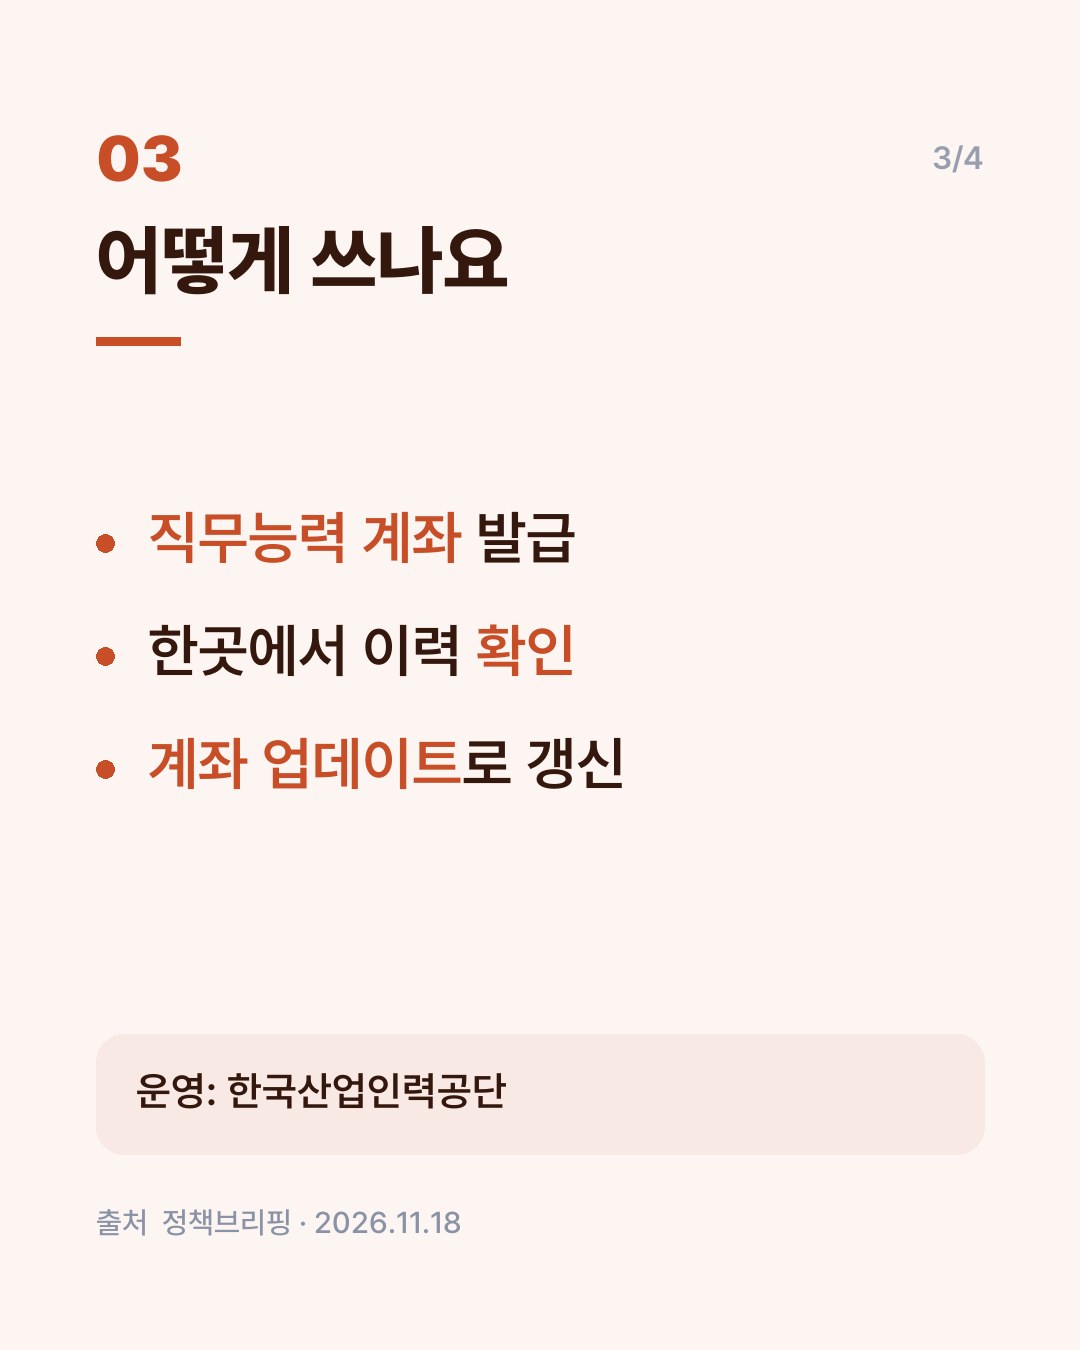 03
3/4
어떻게 쓰나요
• 직무능력 계좌 발급
• 한곳에서 이력 확인
• 계좌 업데이트로 갱신
운영: 한국산업인력공단
출처 정책브리핑 · 2026.11.18